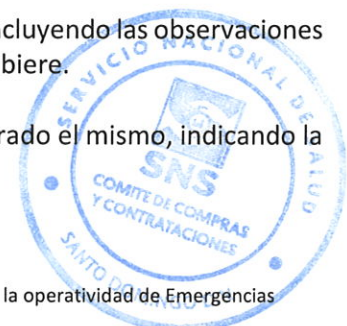 cluyendo las observaciones
biere.
rado el mismo, indicando la
SERVICIO NACIONAL DE SALUD
SNS
COMITE DE COMPRAS
Y CONTRATACIONES
SANTO DOMINGO
la operatividad de Emergencias